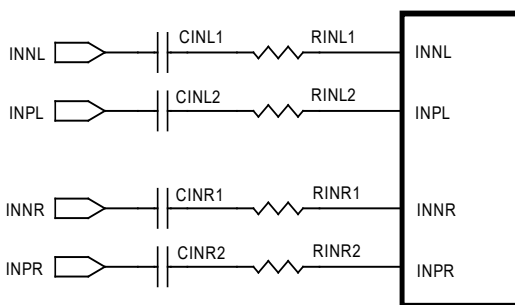 INNL CINL1 RINL1 INNL
INPL CINL2 RINL2 INPL
INNR CINR1 RINR1 INNR
INPR CINR2 RINR2 INPR